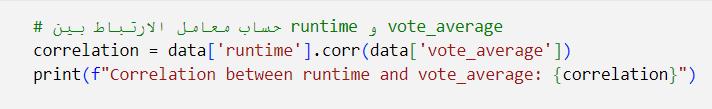 # حساب معامل الارتباط بين runtime و vote_average
correlation = data['runtime'].corr(data['vote_average'])
print(f"Correlation between runtime and vote_average: {correlation}")